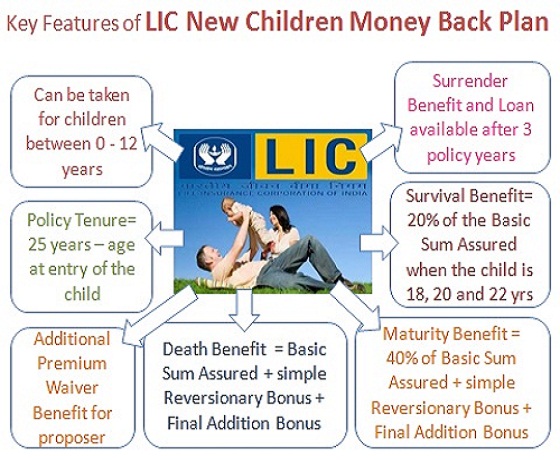 Key Features of LIC New Children Money Back Plan
Can be taken
for children
between 0 - 12
years
Surrender
Benefit and Loan
available after 3
policy years
LIC
भारतीय जीवन बीमा निगम
LIFE INSURANCE CORPORATION OF INDIA
Policy Tenure=
25 years – age
at entry of the
child
Survival Benefit=
20% of the Basic
Sum Assured
when the child is
18, 20 and 22 yrs
Additional
Premium
Waiver
Benefit for
proposer
Death Benefit = Basic
Sum Assured + simple
Reversionary Bonus +
Final Addition Bonus
Maturity Benefit =
40% of Basic Sum
Assured + simple
Reversionary Bonus +
Final Addition Bonus